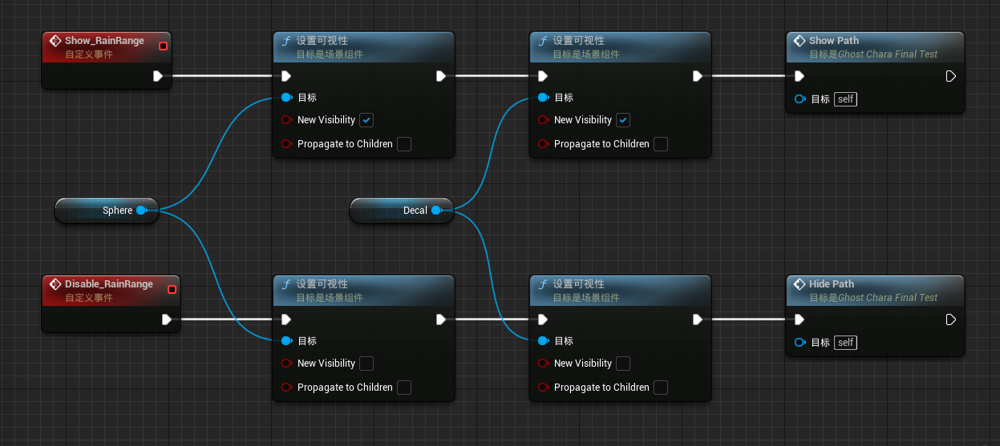 Show_RainRange
自定义事件
设置可视性
目标是场景组件
目标
New Visibility
Propagate to Children
设置可视性
目标是场景组件
目标
New Visibility
Propagate to Children
Show Path
目标是Ghost Chara Final Test
目标 self
Sphere
Decal
Disable_RainRange
自定义事件
设置可视性
目标是场景组件
目标
New Visibility
Propagate to Children
设置可视性
目标是场景组件
目标
New Visibility
Propagate to Children
Hide Path
目标是Ghost Chara Final Test
目标 self